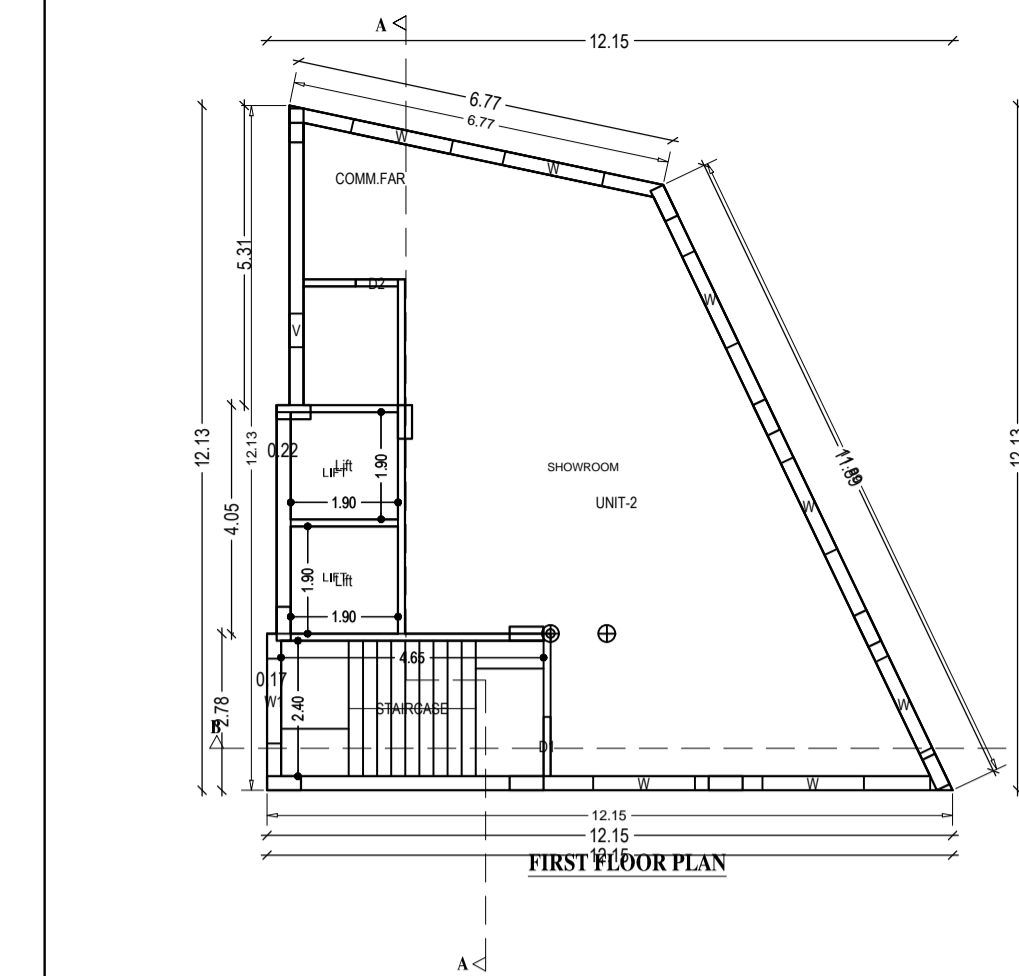 A
12.15
6.77
6.77
W
W
COMM.FAR
5.31
D2
W
V
12.13
12.13
12.13
0.22
Lift
LIFT
1.90
1.90
SHOWROOM
UNIT-2
W
4.05
1.90
LIFT
Lift
1.90
4.65
0.17
W1
2.78
2.40
STAIRCASE
W
B
D1
W
W
12.15
12.15
12.15
FIRST FLOOR PLAN
A